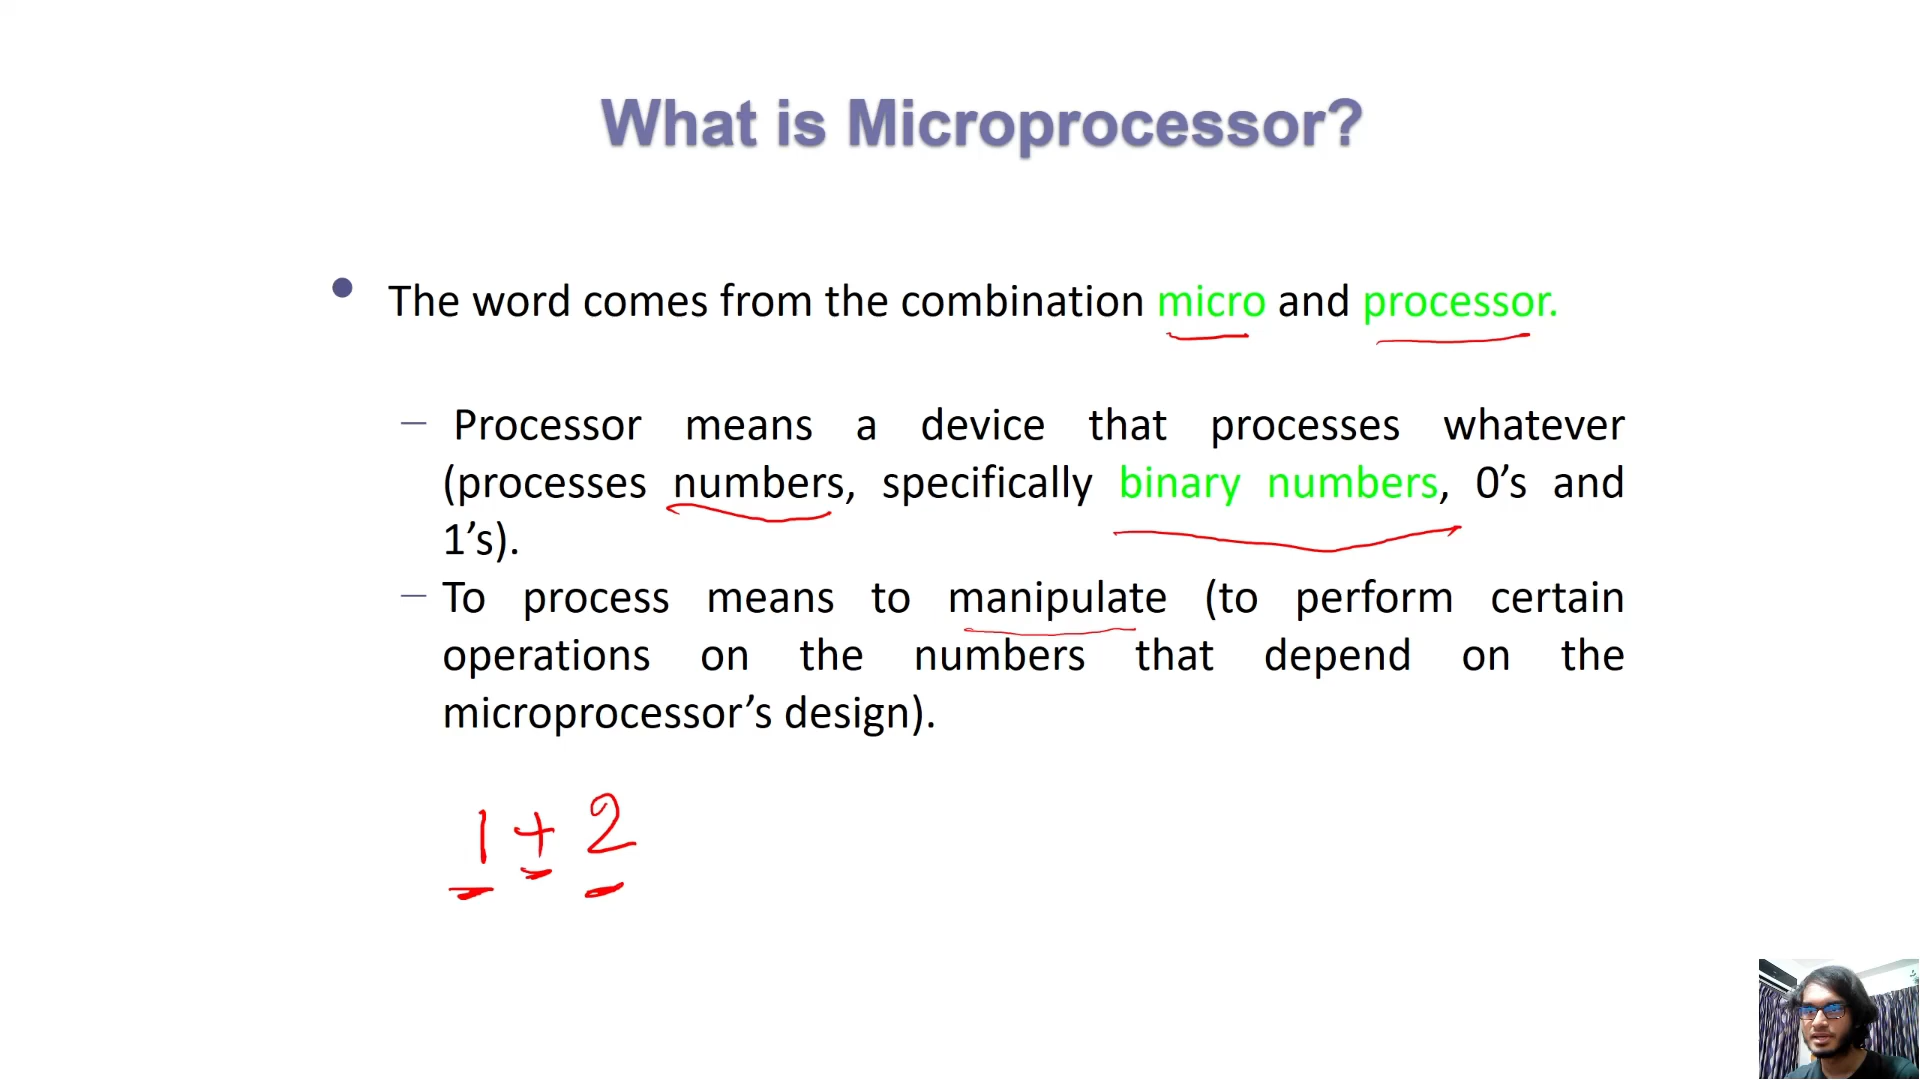 What is Microprocessor?
• The word comes from the combination micro and processor.
– Processor means a device that processes whatever
(processes numbers, specifically binary numbers, 0’s and
1’s).
– To process means to manipulate (to perform certain
operations on the numbers that depend on the
microprocessor’s design).
1 + 2